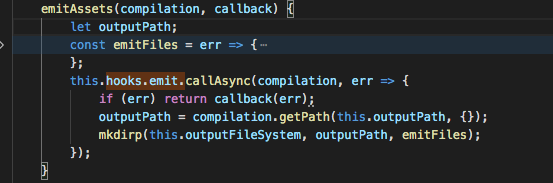 emitAssets(compilation, callback) {
let outputPath;
const emitFiles = err => {⋯
};
this.hooks.emit.callAsync(compilation, err => {
if (err) return callback(err);
outputPath = compilation.getPath(this.outputPath, {});
mkdirp(this.outputFileSystem, outputPath, emitFiles);
});
}